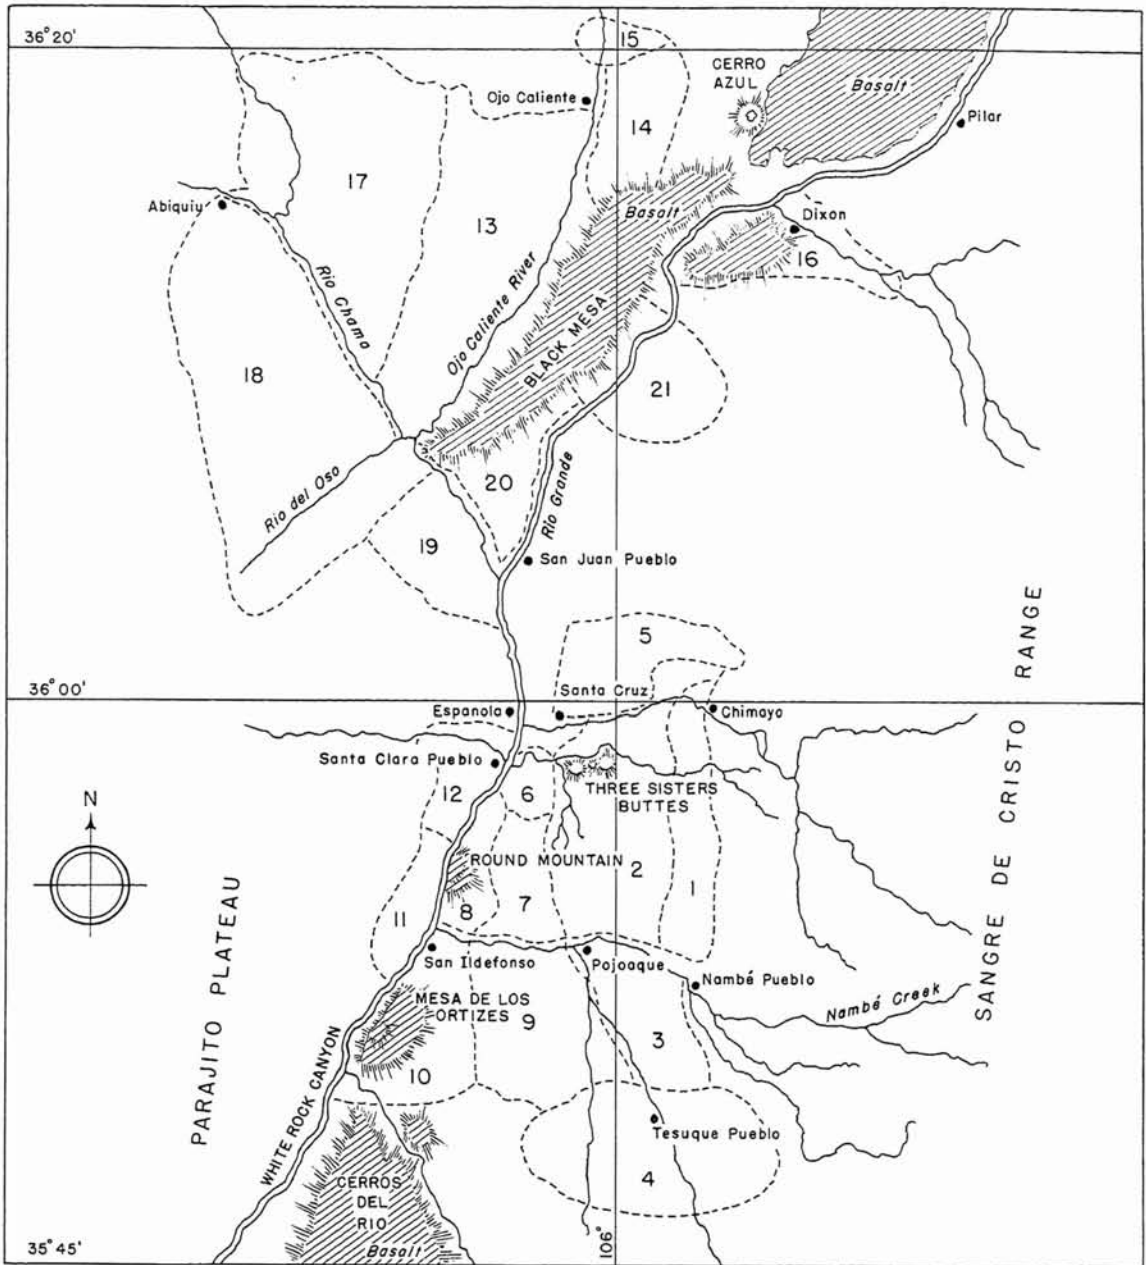 36° 20'
15
CERRO
AZUL
Basalt
Ojo Caliente
Pilar
14
17
13
Abiquiu
Basalt
Dixon
16
Rio Chama
Ojo Caliente River
BLACK MESA
18
21
Rio del Oso
20
Rio Grande
19
San Juan Pueblo
5
36° 00'
Santa Cruz
Espanola
Chimayo
Santa Clara Pueblo
12
6
THREE SISTERS
BUTTES
N
ROUND MOUNTAIN
2
1
7
8
11
San Ildefonso
Pojoaque
Nambé Pueblo
MESA DE LOS
ORTIZES
9
Nambé Creek
3
10
PARAJITO PLATEAU
SANGRE DE CRISTO RANGE
WHITE ROCK CANYON
Tesuque Pueblo
4
CERROS
DEL
RIO
Basalt
35° 45'
106°